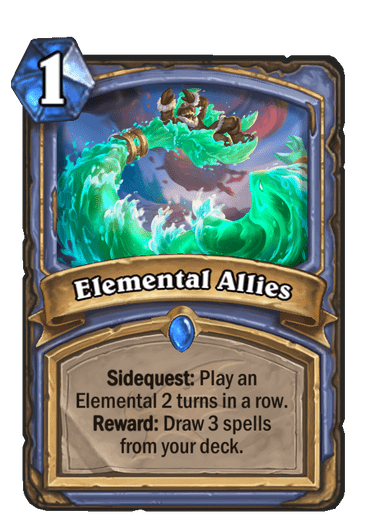 1
Elemental Allies
Sidequest: Play an
Elemental 2 turns in a row.
Reward: Draw 3 spells
from your deck.